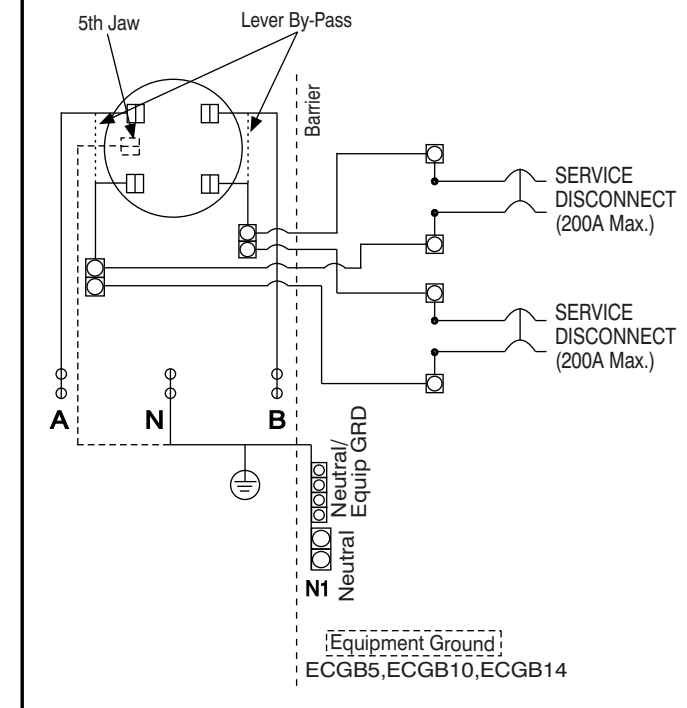 5th Jaw
Lever By-Pass
Barrier
SERVICE
DISCONNECT
(200A Max.)
SERVICE
DISCONNECT
(200A Max.)
A
N
B
Neutral/
Equip GRD
Neutral
N1
Equipment Ground
ECGB5,ECGB10,ECGB14